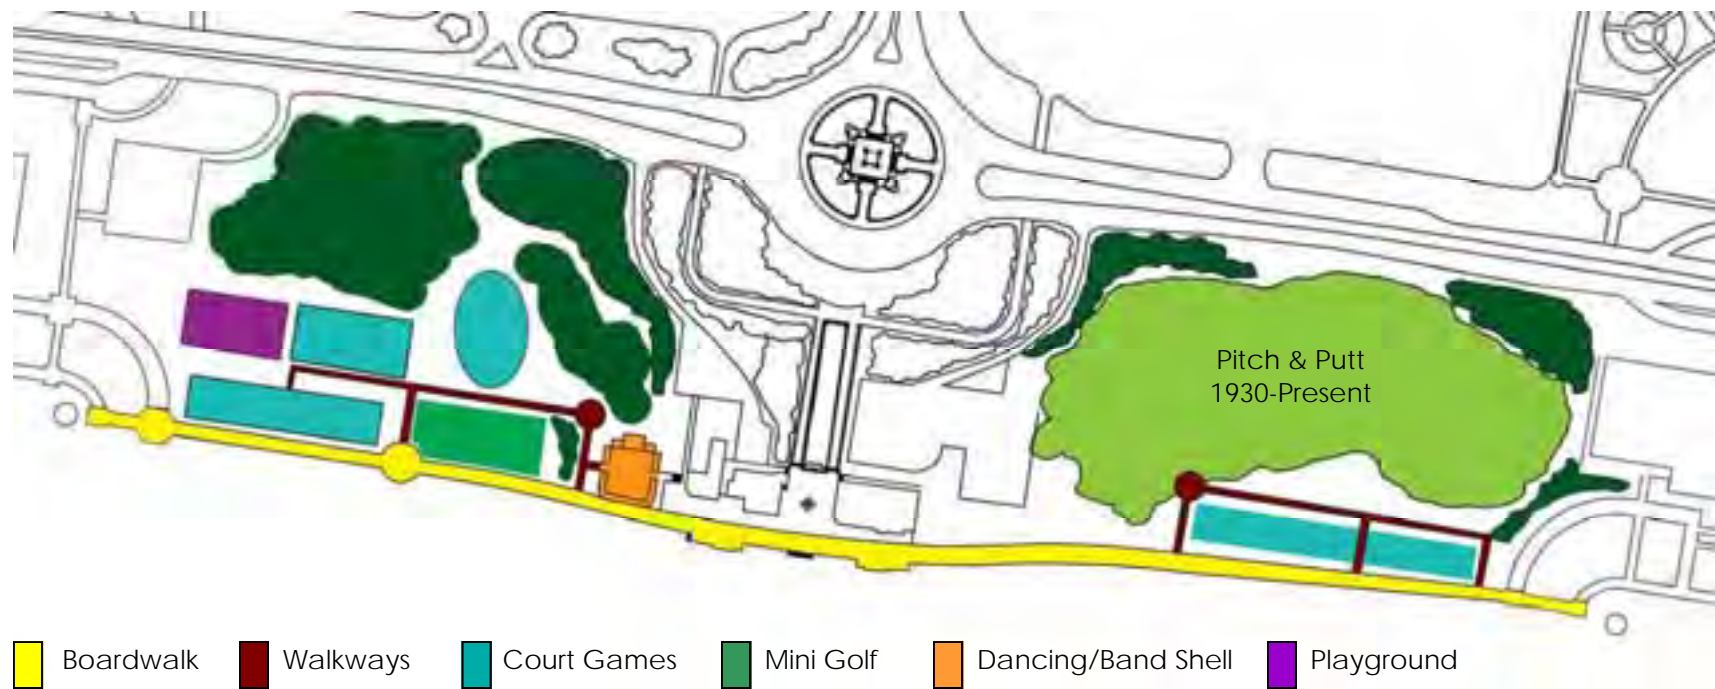 Pitch & Putt
1930-Present
Boardwalk
Walkways
Court Games
Mini Golf
Dancing/Band Shell
Playground